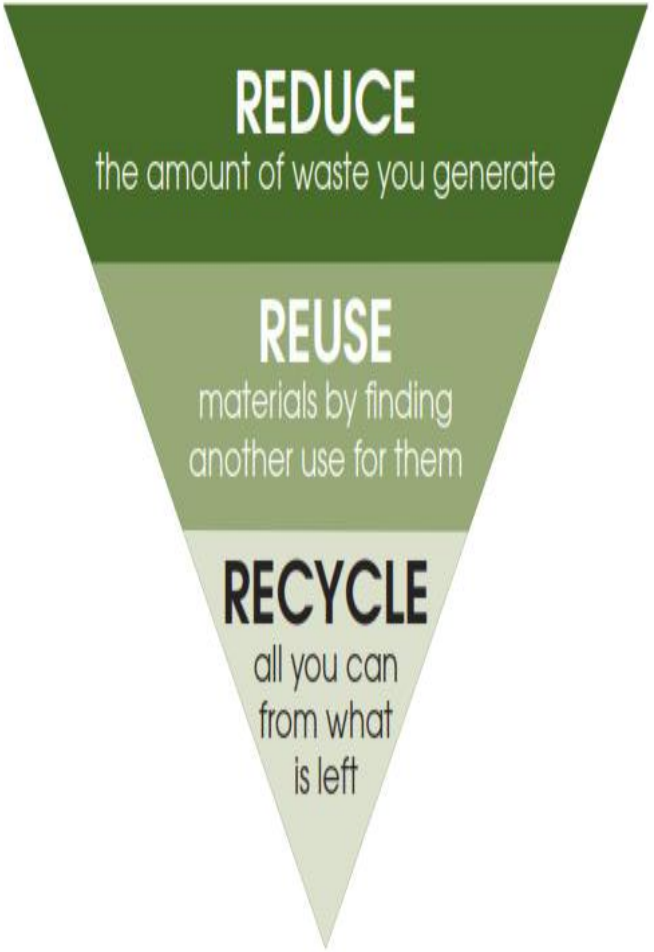 REDUCE
the amount of waste you generate
REUSE
materials by finding
another use for them
RECYCLE
all you can
from what
is left